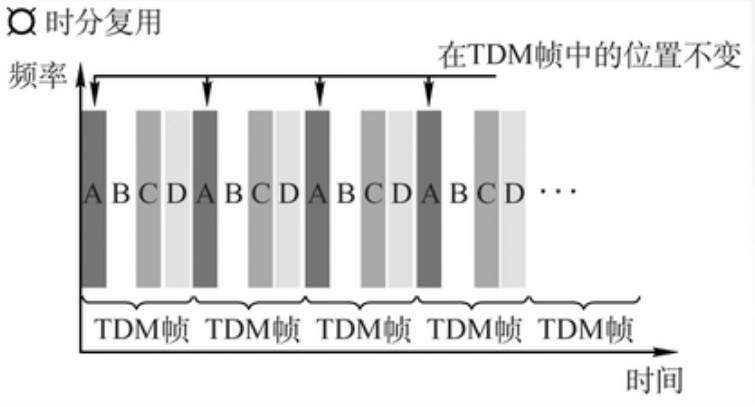 ¤ 时分复用
在TDM帧中的位置不变
频率
A B C D A B C D A B C D A B C D ···
TDM帧 TDM帧 TDM帧 TDM帧 TDM帧
时间